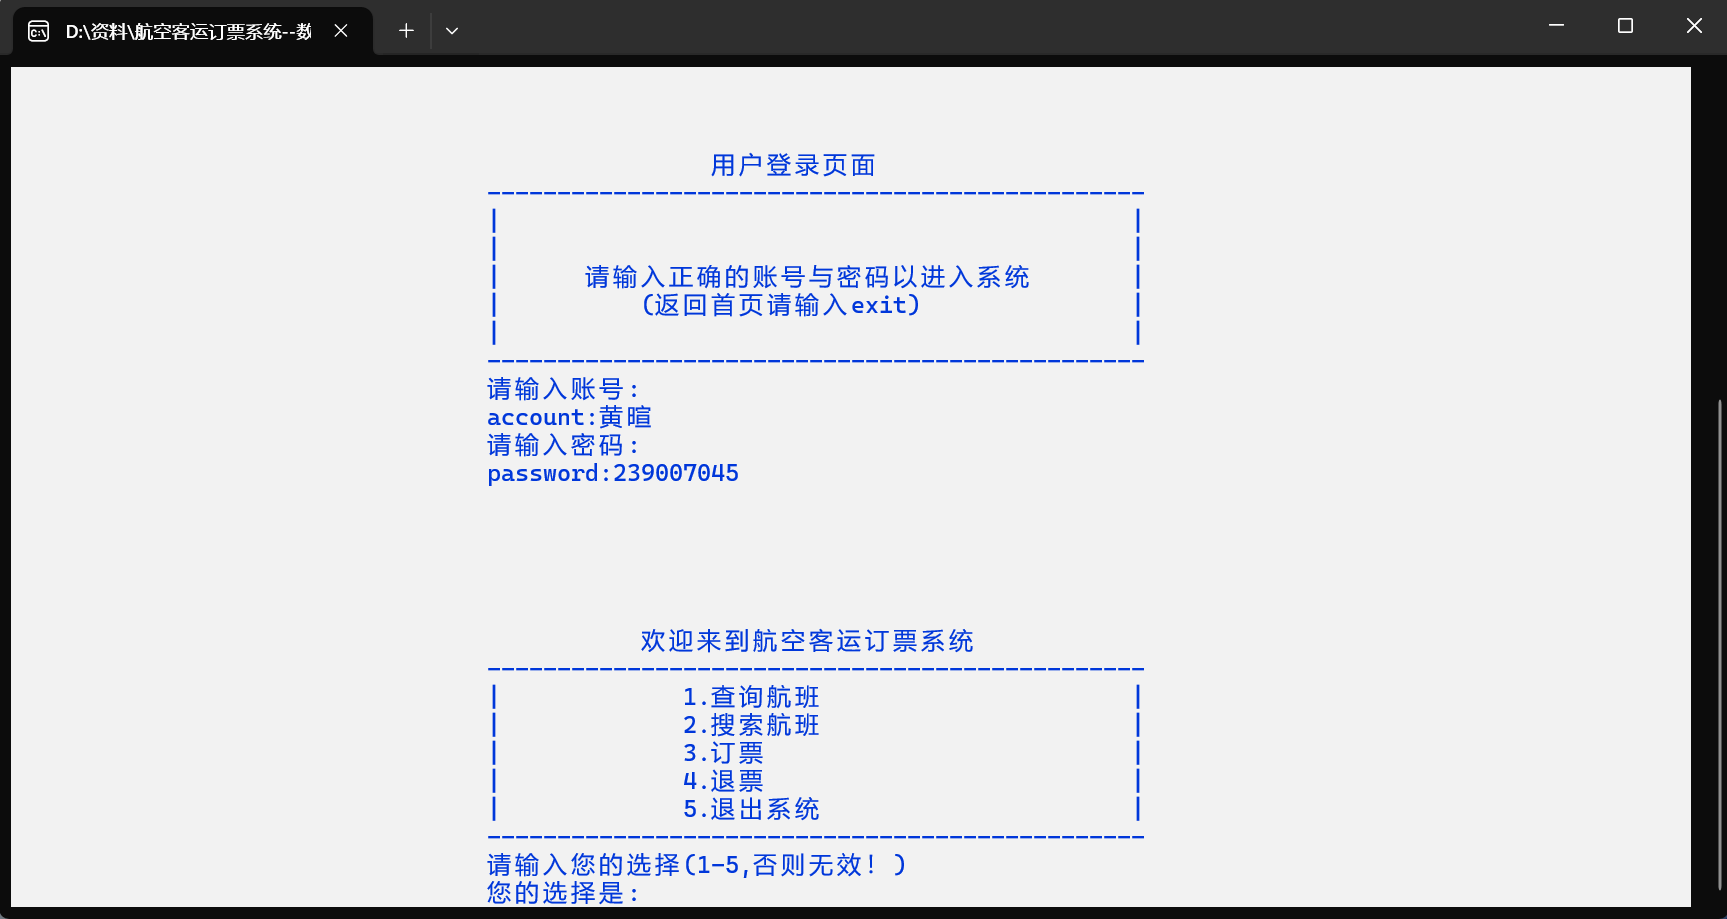 D:\资料\航空客运订票系统--数
用户登录页面
-----------------------------------------------
|                                              |
|                                              |
|      请输入正确的账号与密码以进入系统        |
|          (返回首页请输入exit)                |
|                                              |
-----------------------------------------------
请输入账号:
account:黄暄
请输入密码:
password:239007045
欢迎来到航空客运订票系统
-----------------------------------------------
|             1.查询航班                       |
|             2.搜索航班                       |
|             3.订票                           |
|             4.退票                           |
|             5.退出系统                       |
-----------------------------------------------
请输入您的选择(1-5,否则无效! )
您的选择是: